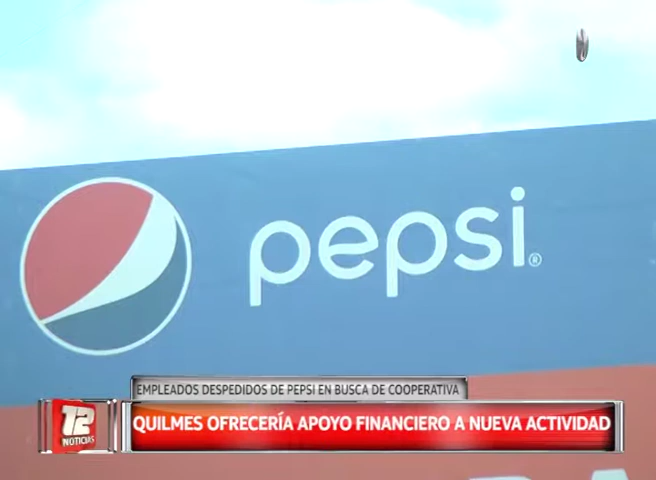 pepsi®
EMPLEADOS DESPEDIDOS DE PEPSI EN BUSCA DE COOPERATIVA
QUILMES OFRECERÍA APOYO FINANCIERO A NUEVA ACTIVIDAD
12
NOTICIAS